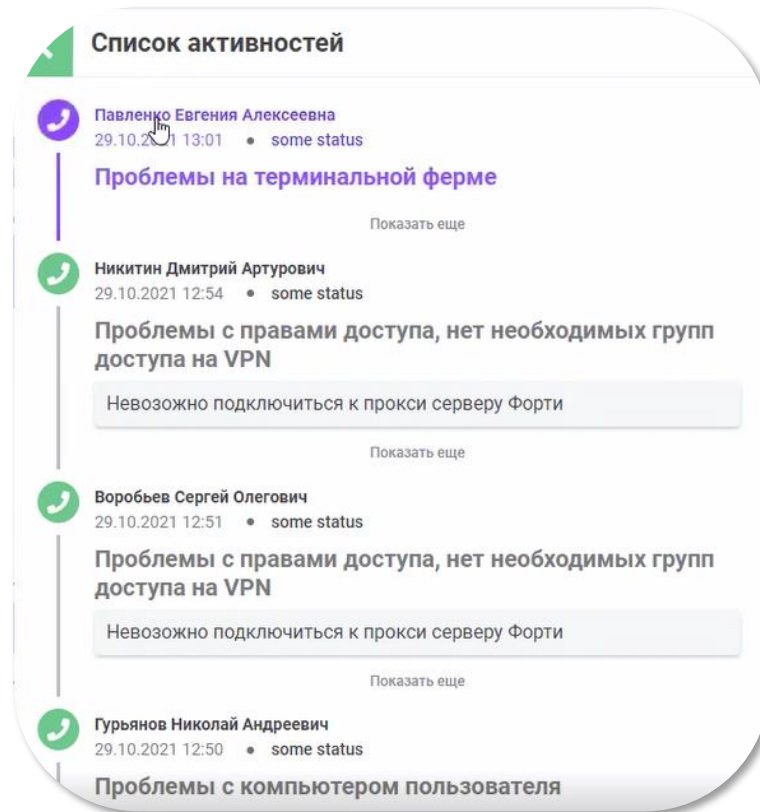 Список активностей
Павленко Евгения Алексеевна
29.10.2021 13:01 • some status
Проблемы на терминальной ферме
Показать еще
Никитин Дмитрий Артурович
29.10.2021 12:54 • some status
Проблемы с правами доступа, нет необходимых групп
доступа на VPN
Невозожно подключиться к прокси серверу Форти
Показать еще
Воробьев Сергей Олегович
29.10.2021 12:51 • some status
Проблемы с правами доступа, нет необходимых групп
доступа на VPN
Невозожно подключиться к прокси серверу Форти
Показать еще
Гурьянов Николай Андреевич
29.10.2021 12:50 • some status
Проблемы с компьютером пользователя